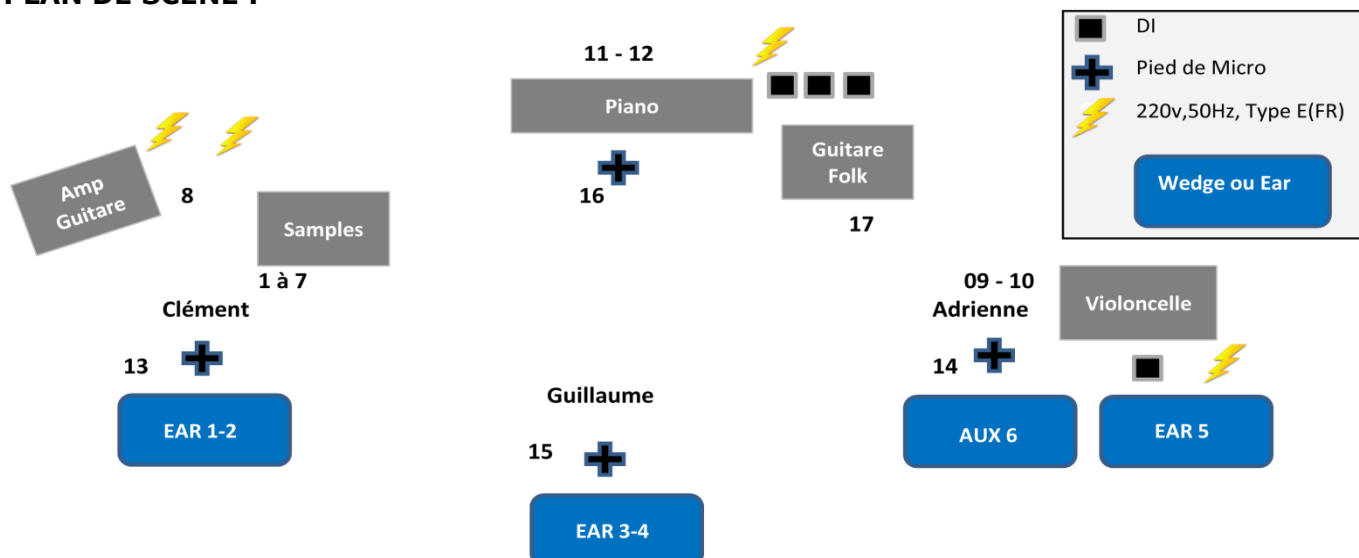 PLAN DE SCENE :
DI
Pied de Micro
220v,50Hz, Type E(FR)
Wedge ou Ear
11 - 12
Piano
16
Guitare
Folk
17
Amp
Guitare
8
Samples
1 à 7
Clément
13
EAR 1-2
Guillaume
15
EAR 3-4
09 - 10
Adrienne
Violoncelle
14
AUX 6
EAR 5